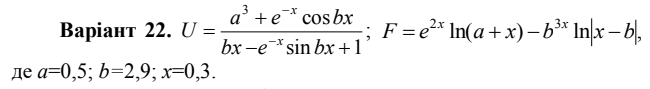 Варіант 22. U = \frac{a^3 + e^{-x} \cos bx}{bx - e^{-x} \sin bx + 1}; F = e^{2x} \ln(a + x) - b^{3x} \ln|x - b|,
де a=0,5; b=2,9; x=0,3.